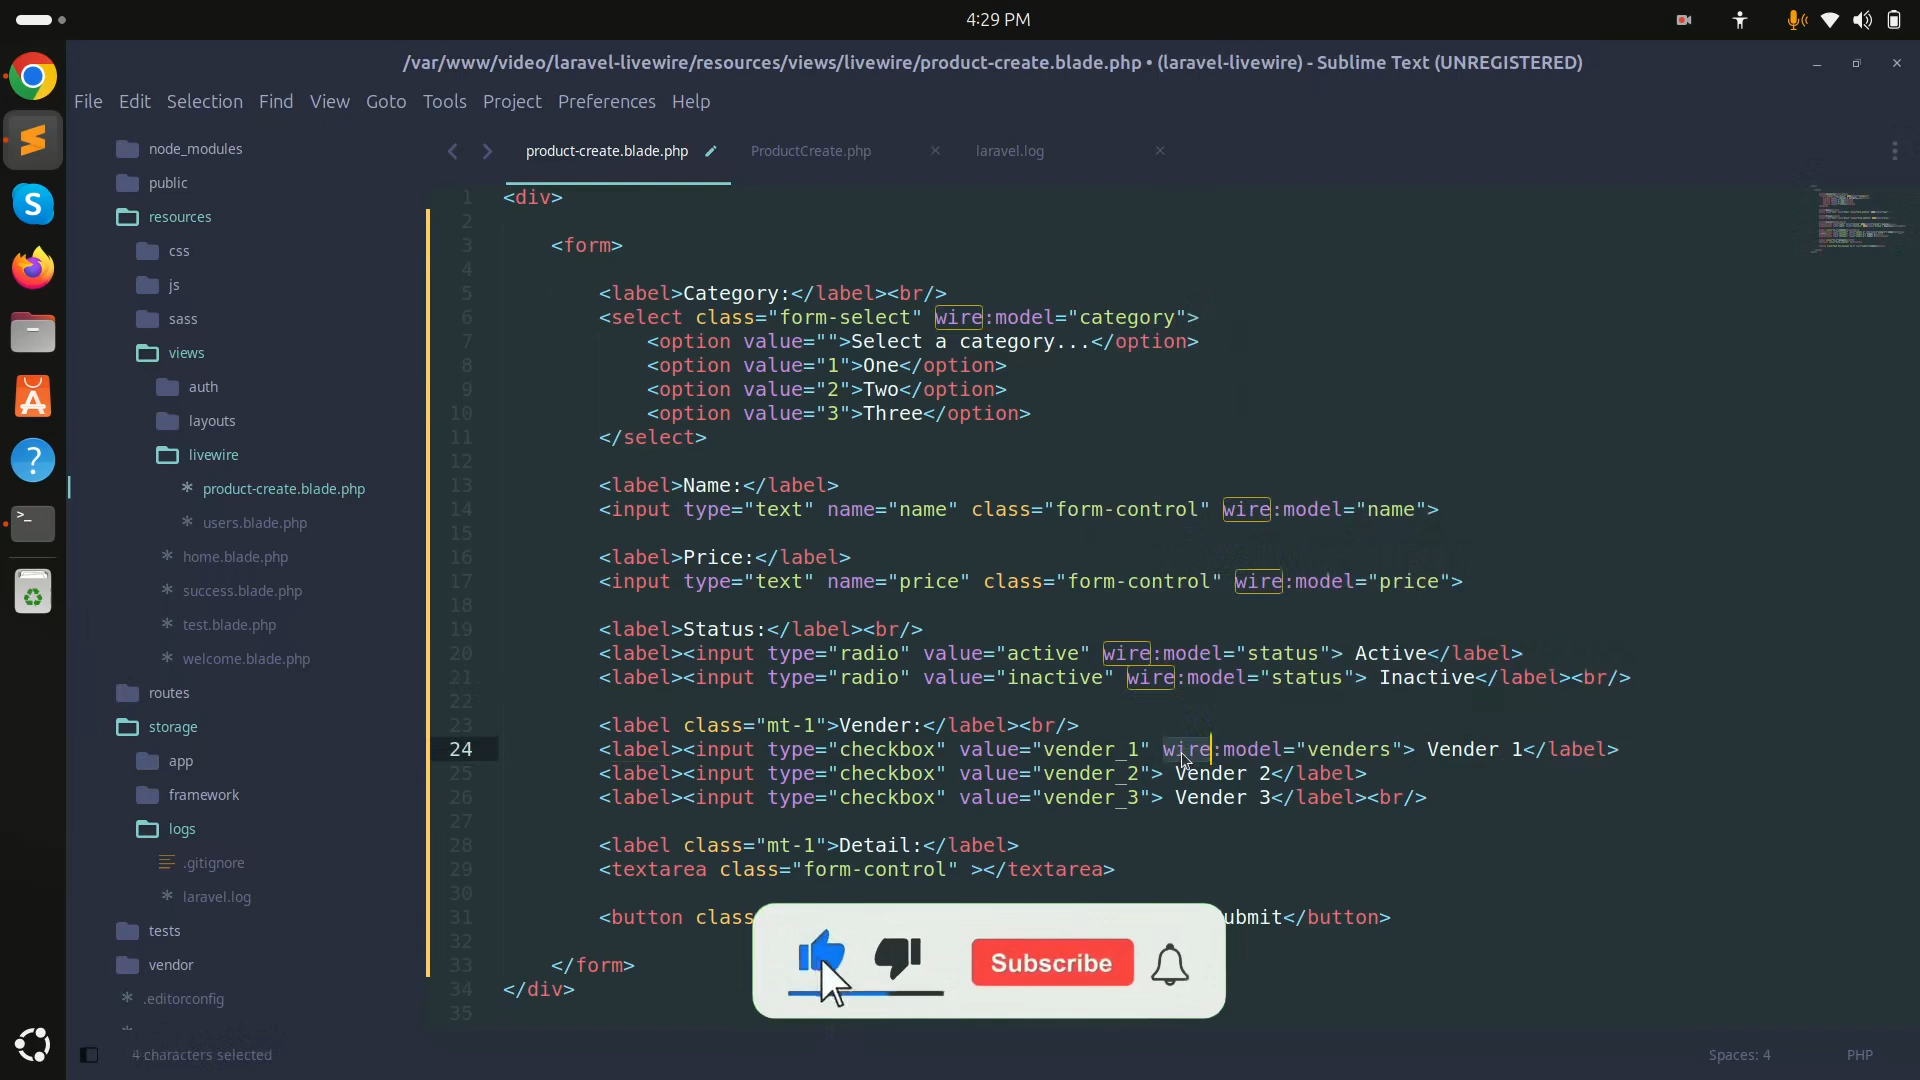 4:29 PM
/var/www/video/laravel-livewire/resources/views/livewire/product-create.blade.php • (laravel-livewire) - Sublime Text (UNREGISTERED)
File Edit Selection Find View Goto Tools Project Preferences Help
node_modules
public
resources
css
js
sass
views
auth
layouts
livewire
product-create.blade.php
users.blade.php
home.blade.php
success.blade.php
test.blade.php
welcome.blade.php
routes
storage
app
framework
logs
.gitignore
laravel.log
tests
vendor
.editorconfig
product-create.blade.php ProductCreate.php laravel.log
1 <div>
2
3 <form>
4
5 <label>Category:</label><br/>
6 <select class="form-select" wire:model="category">
7 <option value="">Select a category...</option>
8 <option value="1">One</option>
9 <option value="2">Two</option>
10 <option value="3">Three</option>
11 </select>
12
13 <label>Name:</label>
14 <input type="text" name="name" class="form-control" wire:model="name">
15
16 <label>Price:</label>
17 <input type="text" name="price" class="form-control" wire:model="price">
18
19 <label>Status:</label><br/>
20 <label><input type="radio" value="active" wire:model="status"> Active</label>
21 <label><input type="radio" value="inactive" wire:model="status"> Inactive</label><br/>
22
23 <label class="mt-1">Vender:</label><br/>
24 <label><input type="checkbox" value="vender_1" wire:model="venders"> Vender 1</label>
25 <label><input type="checkbox" value="vender_2"> Vender 2</label>
26 <label><input type="checkbox" value="vender_3"> Vender 3</label><br/>
27
28 <label class="mt-1">Detail:</label>
29 <textarea class="form-control" ></textarea>
30
31 <button class ubmit</button>
32
33 </form>
34 </div>
35
Subscribe
4 characters selected
Spaces: 4 PHP